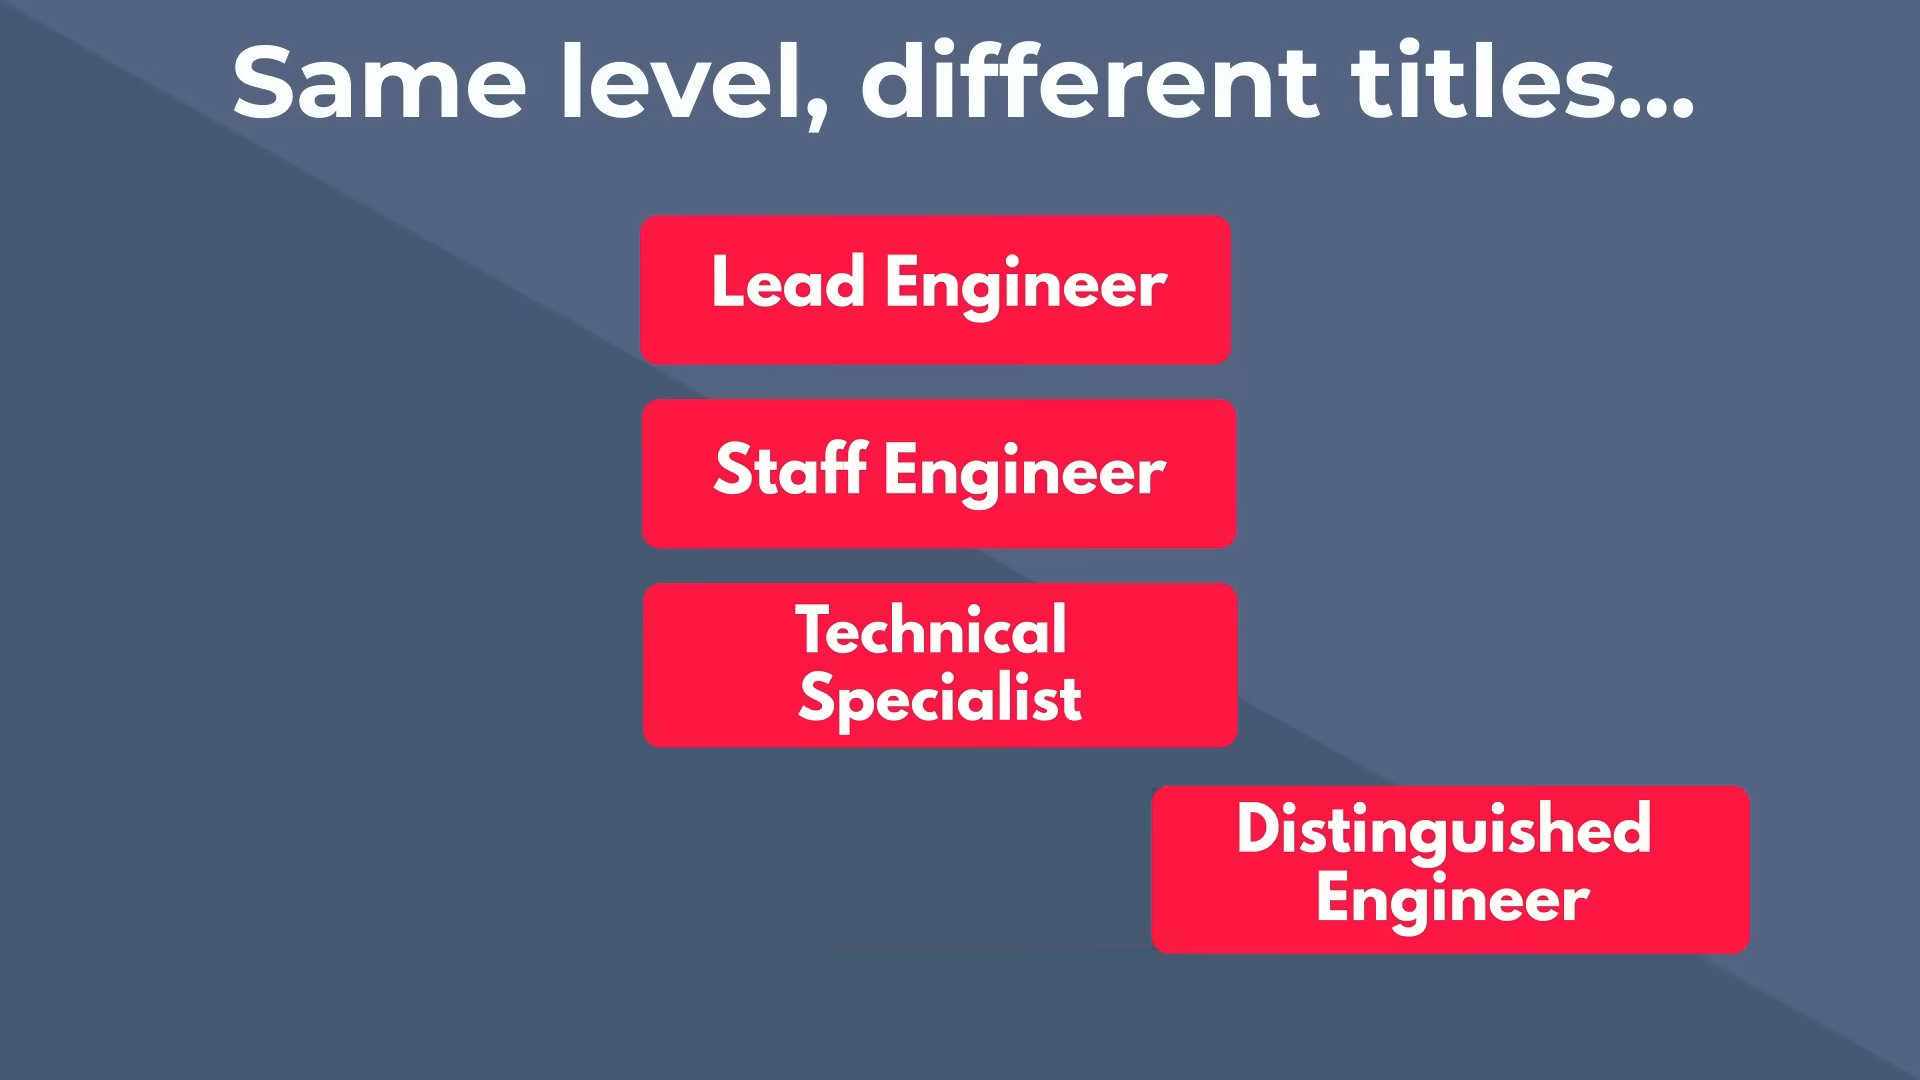 Same level, different titles...
Lead Engineer
Staff Engineer
Technical
Specialist
Distinguished
Engineer